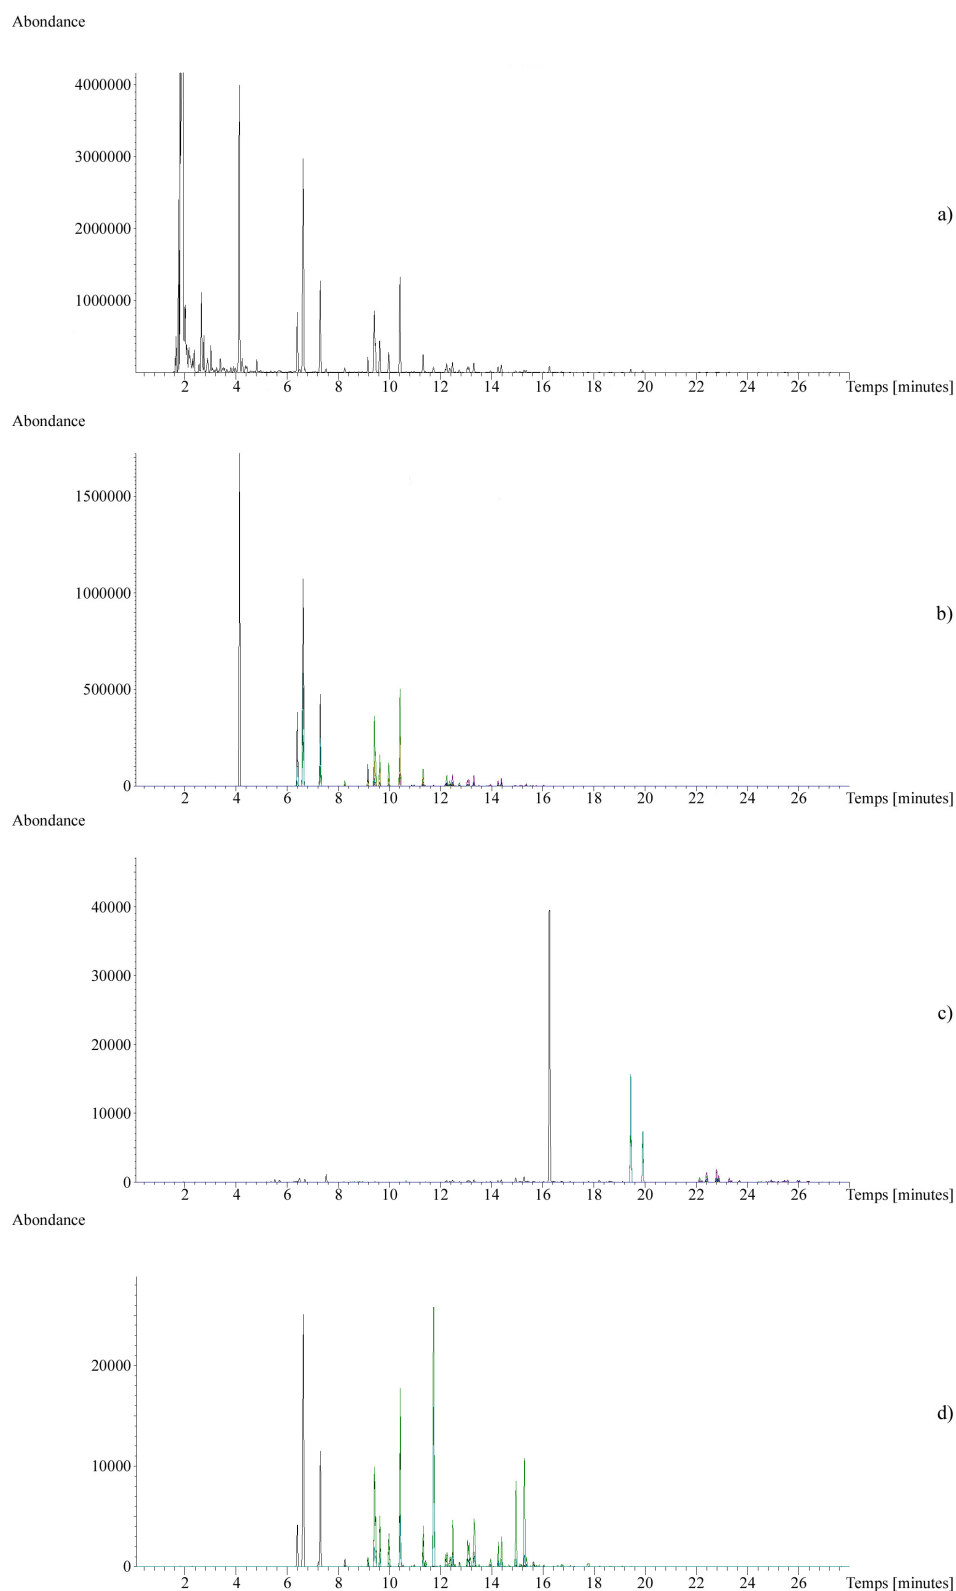 Abondance
4000000
3000000
2000000
1000000
a)
2 4 6 8 10 12 14 16 18 20 22 24 26 Temps [minutes]
Abondance
1500000
1000000
500000
0
b)
2 4 6 8 10 12 14 16 18 20 22 24 26 Temps [minutes]
Abondance
40000
30000
20000
10000
0
c)
2 4 6 8 10 12 14 16 18 20 22 24 26 Temps [minutes]
Abondance
20000
10000
0
d)
2 4 6 8 10 12 14 16 18 20 22 24 26 Temps [minutes]